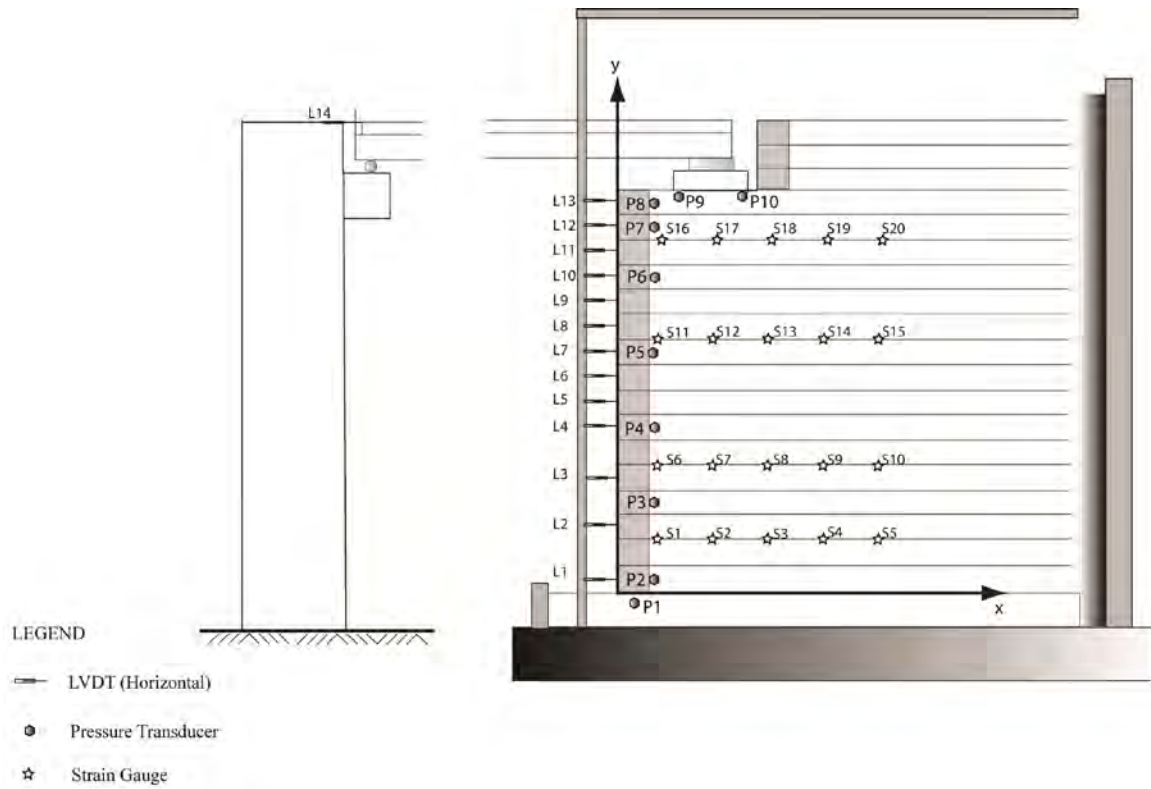 y
L14
L13
P8
P9
P10
L12
P7
S16
S17
S18
S19
S20
L11
L10
P6
L9
L8
S11
S12
S13
S14
S15
L7
P5
L6
L5
L4
P4
S6
S7
S8
S9
S10
L3
P3
L2
S1
S2
S3
S4
S5
L1
P2
P1
x
LEGEND
LVDT (Horizontal)
Pressure Transducer
Strain Gauge